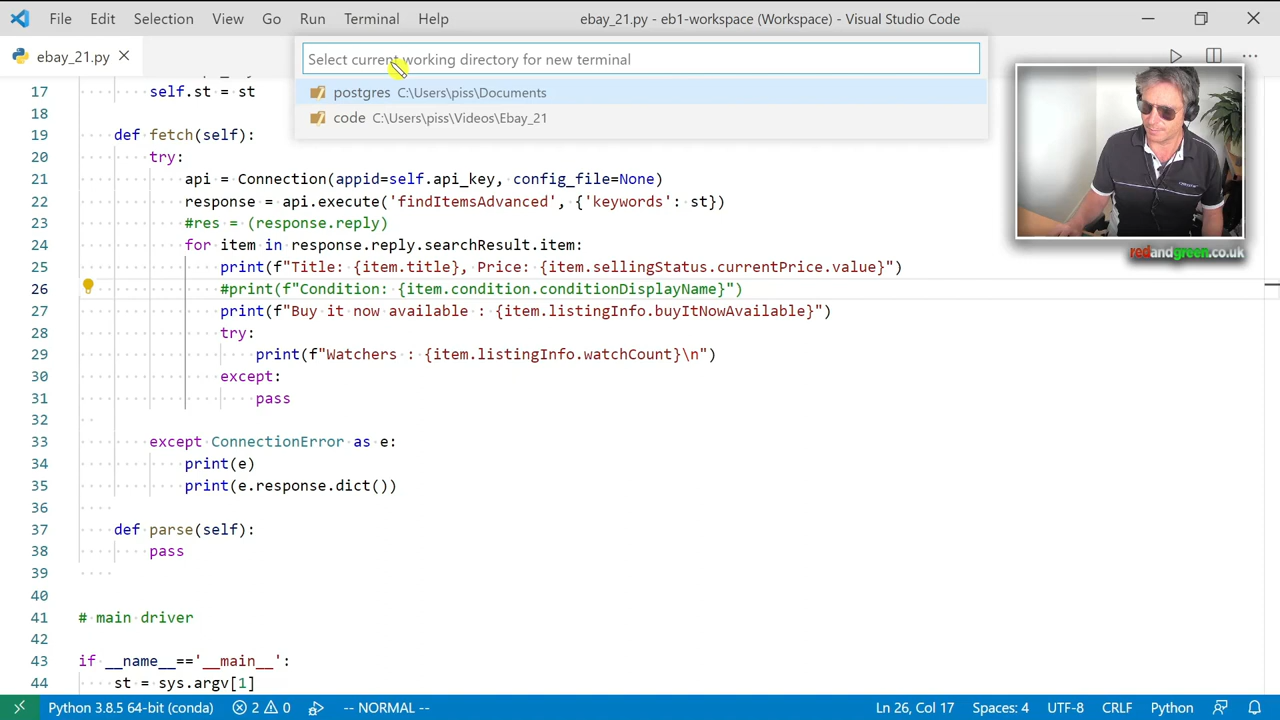 File Edit Selection View Go Run Terminal Help ebay_21.py - eb1-workspace (Workspace) - Visual Studio Code
ebay_21.py
Select current working directory for new terminal
postgres C:\Users\piss\Documents
code C:\Users\piss\Videos\Ebay_21
17 self.st = st
18
19 def fetch(self):
20 try:
21 api = Connection(appid=self.api_key, config_file=None)
22 response = api.execute('findItemsAdvanced', {'keywords': st})
23 #res = (response.reply)
24 for item in response.reply.searchResult.item:
25 print(f"Title: {item.title}, Price: {item.sellingStatus.currentPrice.value}")
26 #print(f"Condition: {item.condition.conditionDisplayName}")
27 print(f"Buy it now available : {item.listingInfo.buyItNowAvailable}")
28 try:
29 print(f"Watchers : {item.listingInfo.watchCount}\n")
30 except:
31 pass
32
33 except ConnectionError as e:
34 print(e)
35 print(e.response.dict())
36
37 def parse(self):
38 pass
39
40
41 # main driver
42
43 if __name__=='__main__':
44 st = sys.argv[1]
redandgreen.co.uk
Python 3.8.5 64-bit (conda) 2 0 -- NORMAL -- Ln 26, Col 17 Spaces: 4 UTF-8 CRLF Python